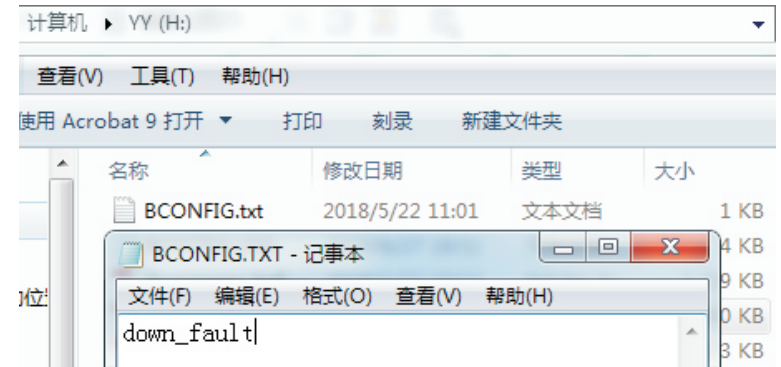 计算机 ▶ YY (H:)
查看(V) 工具(T) 帮助(H)
使用 Acrobat 9 打开 ▼ 打印 刻录 新建文件夹
名称 修改日期 类型 大小
BCONFIG.txt 2018/5/22 11:01 文本文档 1 KB
BCONFIG.TXT - 记事本
4 KB
9 KB
文件(F) 编辑(E) 格式(O) 查看(V) 帮助(H)
0 KB
down_fault
3 KB